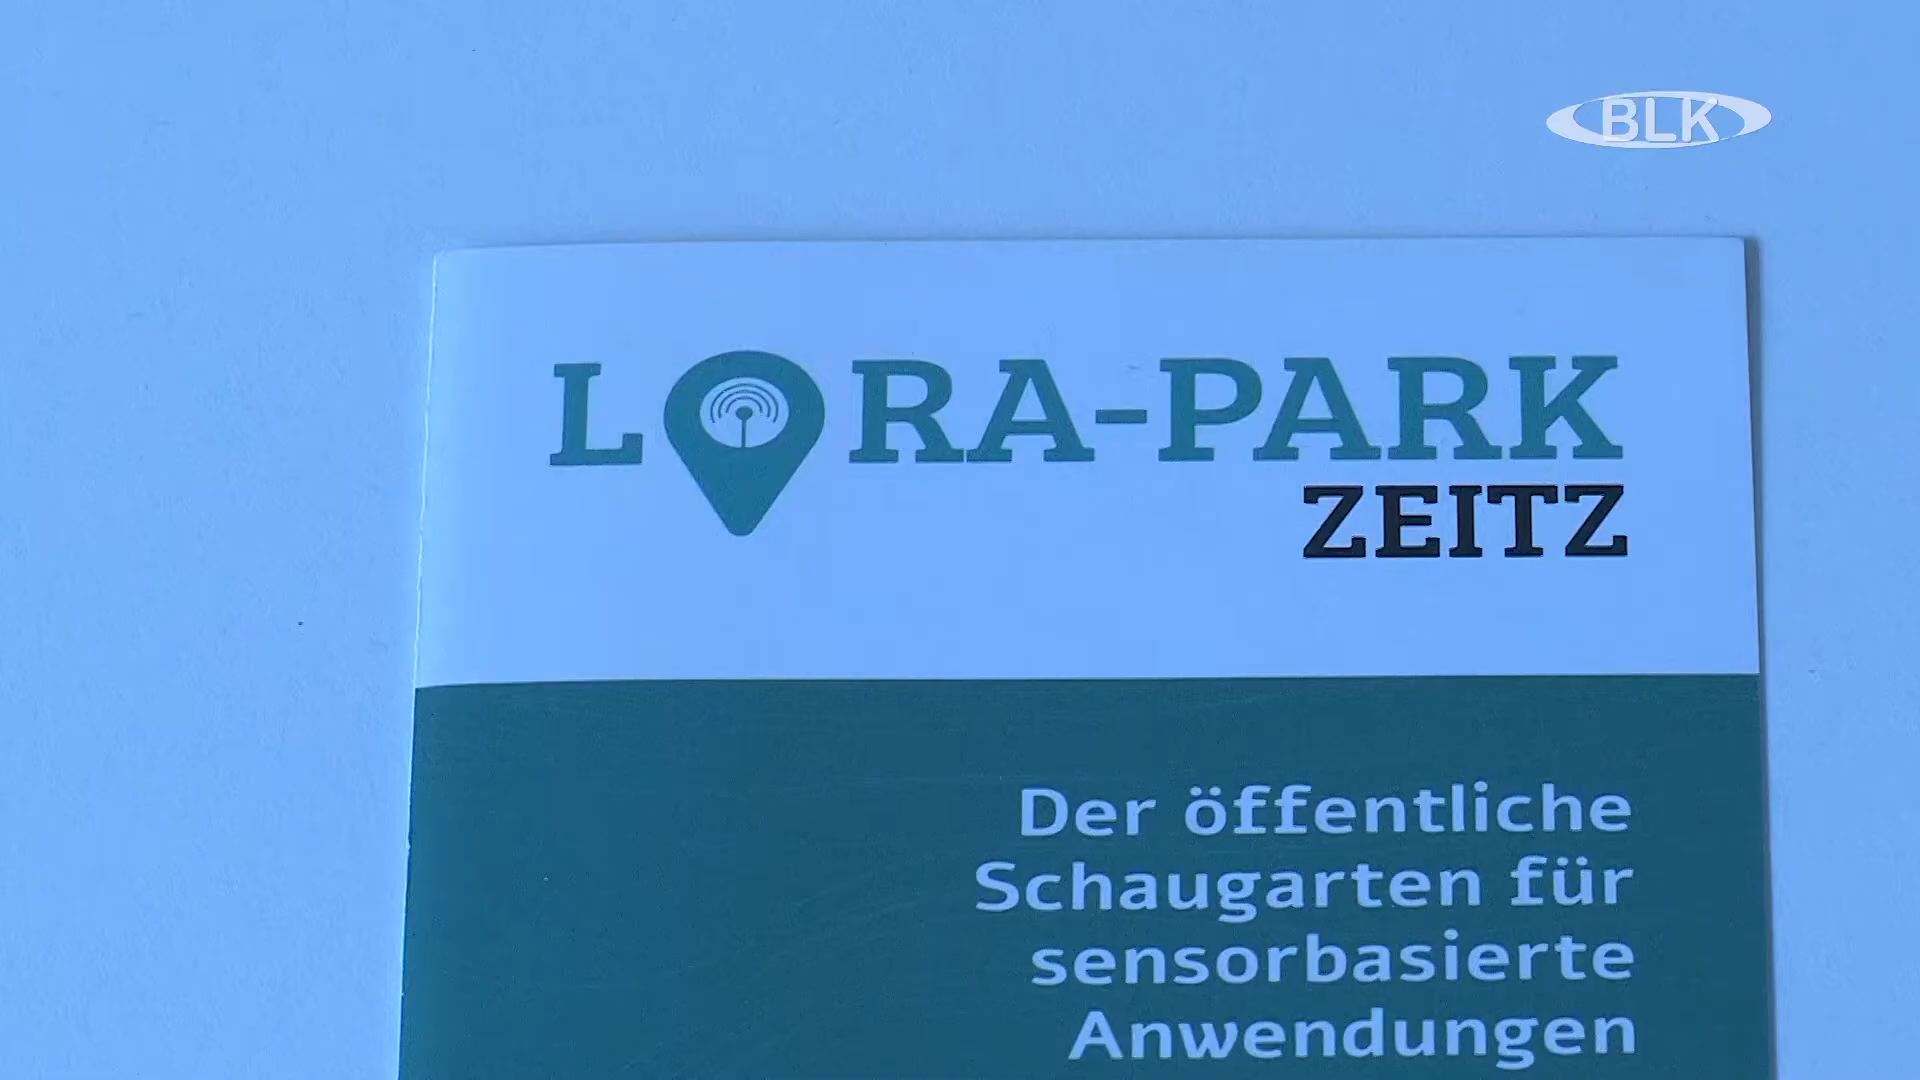 BLK
LORA-PARK
ZEITZ
Der öffentliche
Schaugarten für
sensorbasierte
Anwendungen